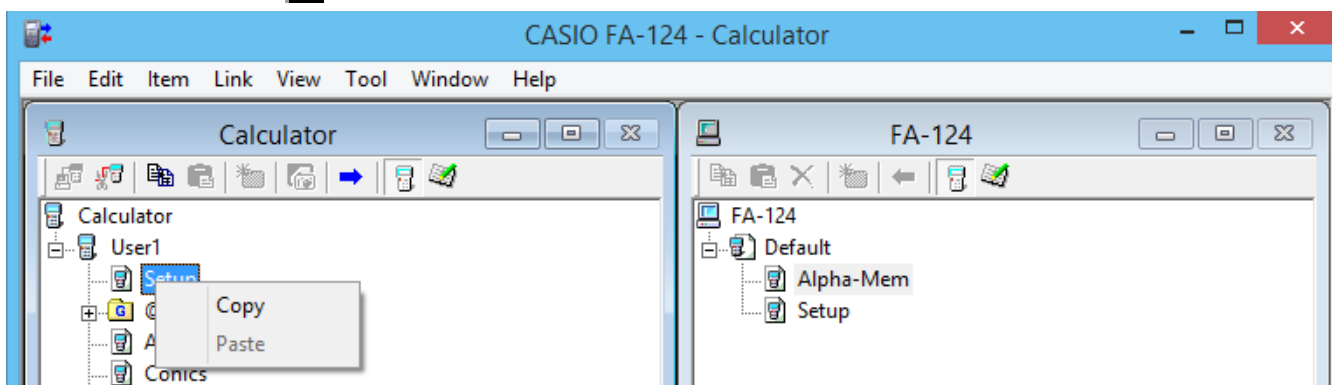 CASIO FA-124 - Calculator
File Edit Item Link View Tool Window Help
Calculator
FA-124
Calculator
User1
Setup
Copy
Paste
Conics
FA-124
Default
Alpha-Mem
Setup